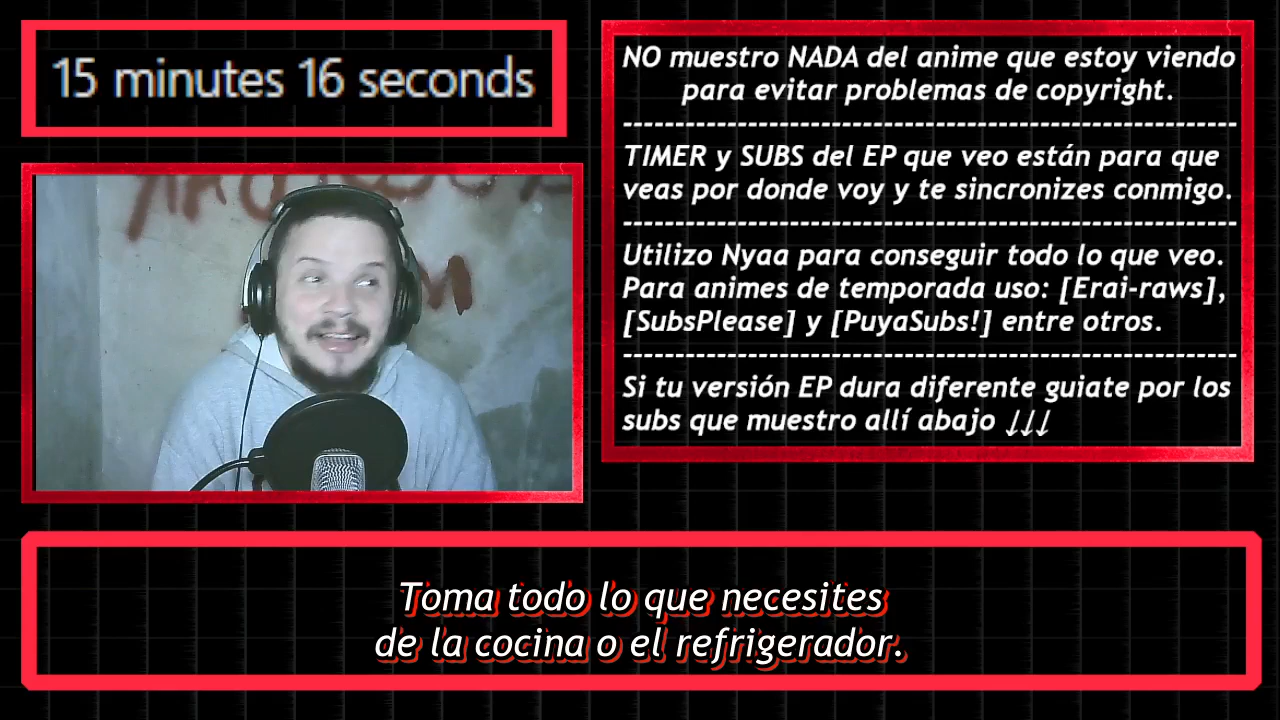 15 minutes 16 seconds
NO muestro NADA del anime que estoy viendo
para evitar problemas de copyright.
------------------------------------------------------------
TIMER y SUBS del EP que veo están para que
veas por donde voy y te sincronizes conmigo.
------------------------------------------------------------
Utilizo Nyaa para conseguir todo lo que veo.
Para animes de temporada uso: [Erai-raws],
[SubsPlease] y [PuyaSubs!] entre otros.
------------------------------------------------------------
Si tu versión EP dura diferente guiate por los
subs que muestro allí abajo ↓↓↓
Toma todo lo que necesites
de la cocina o el refrigerador.